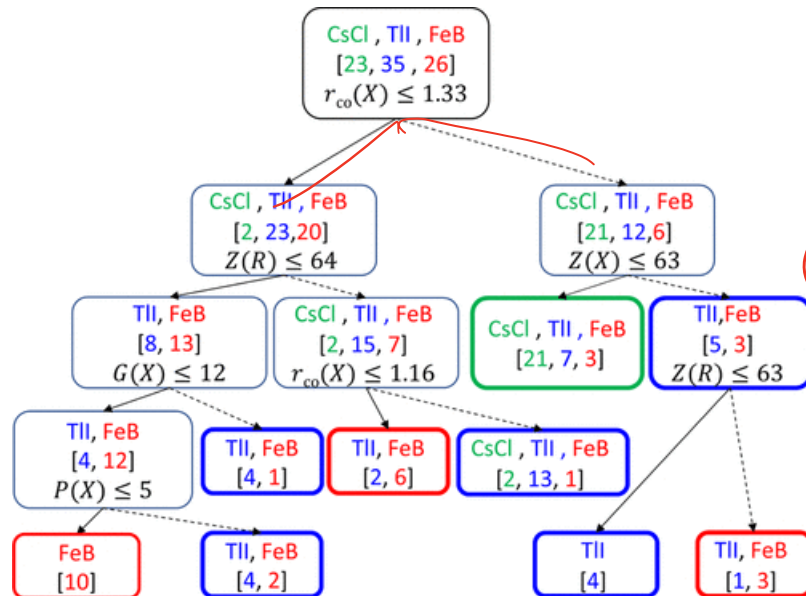 CsCl , TlI , FeB
[23, 35 , 26]
r_co(X) ≤ 1.33
CsCl , TlI , FeB
[2, 23,20]
Z(R) ≤ 64
CsCl , TlI , FeB
[21, 12,6]
Z(X) ≤ 63
TlI, FeB
[8, 13]
G(X) ≤ 12
CsCl , TlI , FeB
[2, 15, 7]
r_co(X) ≤ 1.16
CsCl , TlI , FeB
[21, 7, 3]
TlI,FeB
[5, 3]
Z(R) ≤ 63
TlI, FeB
[4, 12]
P(X) ≤ 5
TlI, FeB
[4, 1]
TlI, FeB
[2, 6]
CsCl , TlI , FeB
[2, 13, 1]
FeB
[10]
TlI, FeB
[4, 2]
TlI
[4]
TlI, FeB
[1, 3]